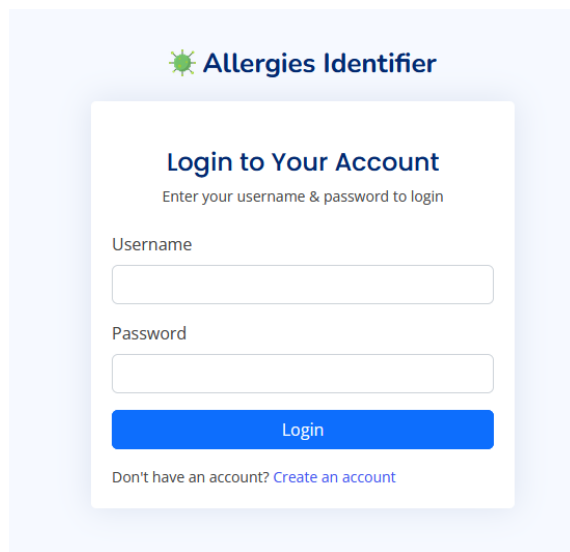 Allergies Identifier
Login to Your Account
Enter your username & password to login
Username
Password
Login
Don't have an account? Create an account